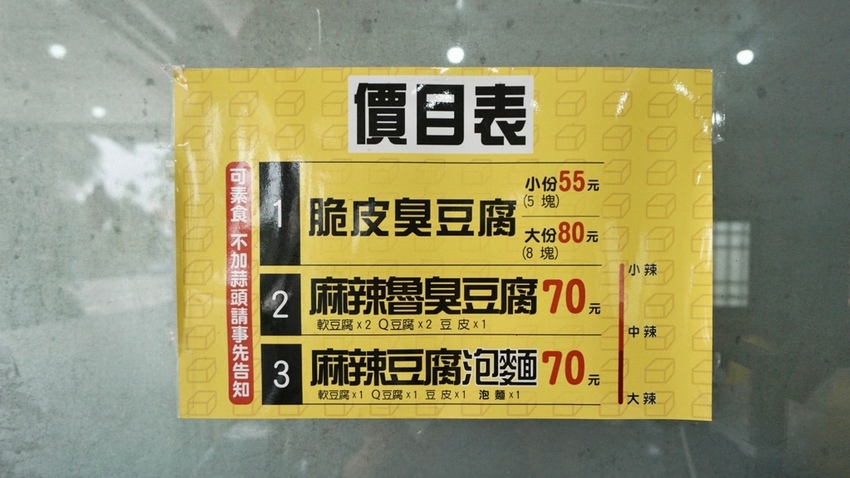 價目表
可素食 不加蒜頭請事先告知
1
脆皮臭豆腐
小份55元
(5 塊)
大份80元
(8 塊)
2
麻辣魯臭豆腐 70元
軟豆腐x2 Q豆腐x2 豆皮x1
3
麻辣豆腐泡麵 70元
軟豆腐x1 Q豆腐x1 豆皮x1 泡麵x1
小辣
中辣
大辣